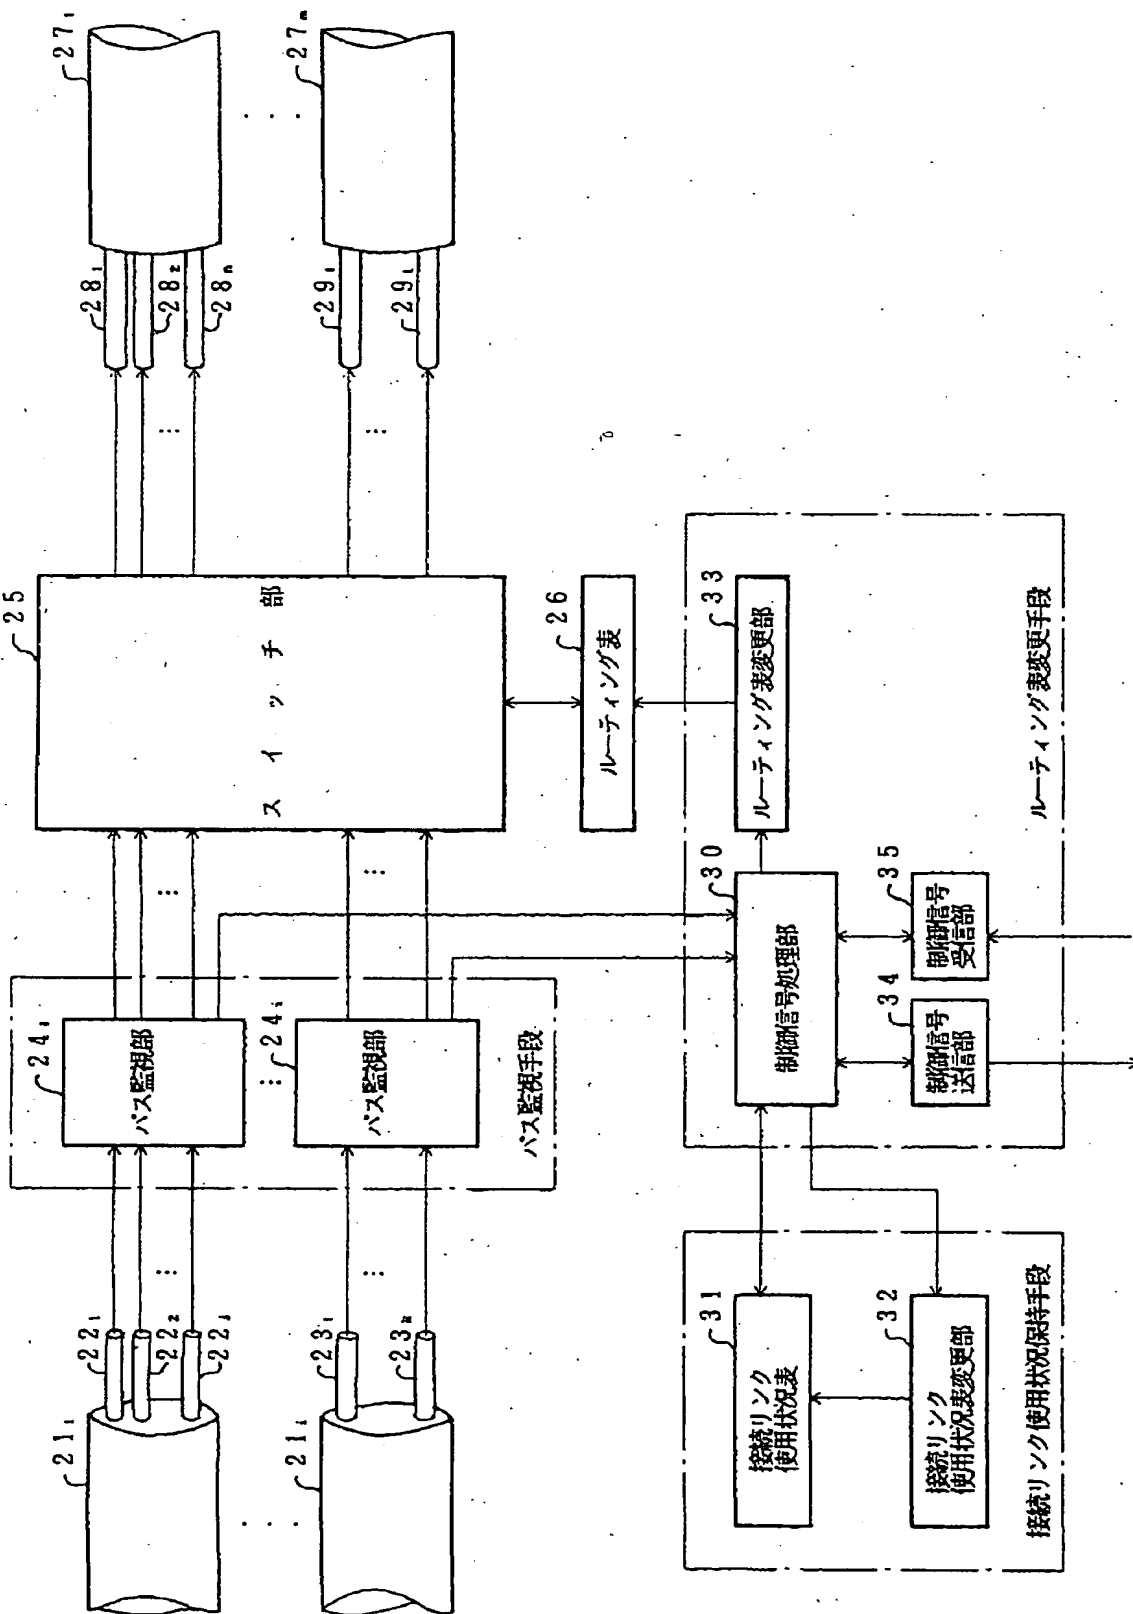 21₁
22₁
22₂
22ⱼ
21ᵢ
23₁
23ₖ
24₁
パス監視部
24ᵢ
パス監視部
パス監視手段
25
スイッチ部
26
ルーティング表
27₁
28₁
28₂
28ₙ
27ₘ
29₁
29ₗ
31
接続リンク
使用状況表
32
接続リンク
使用状況表変更部
接続リンク使用状況保持手段
30
制御信号処理部
33
ルーティング表変更部
34
制御信号
送信部
35
制御信号
受信部
ルーティング表変更手段